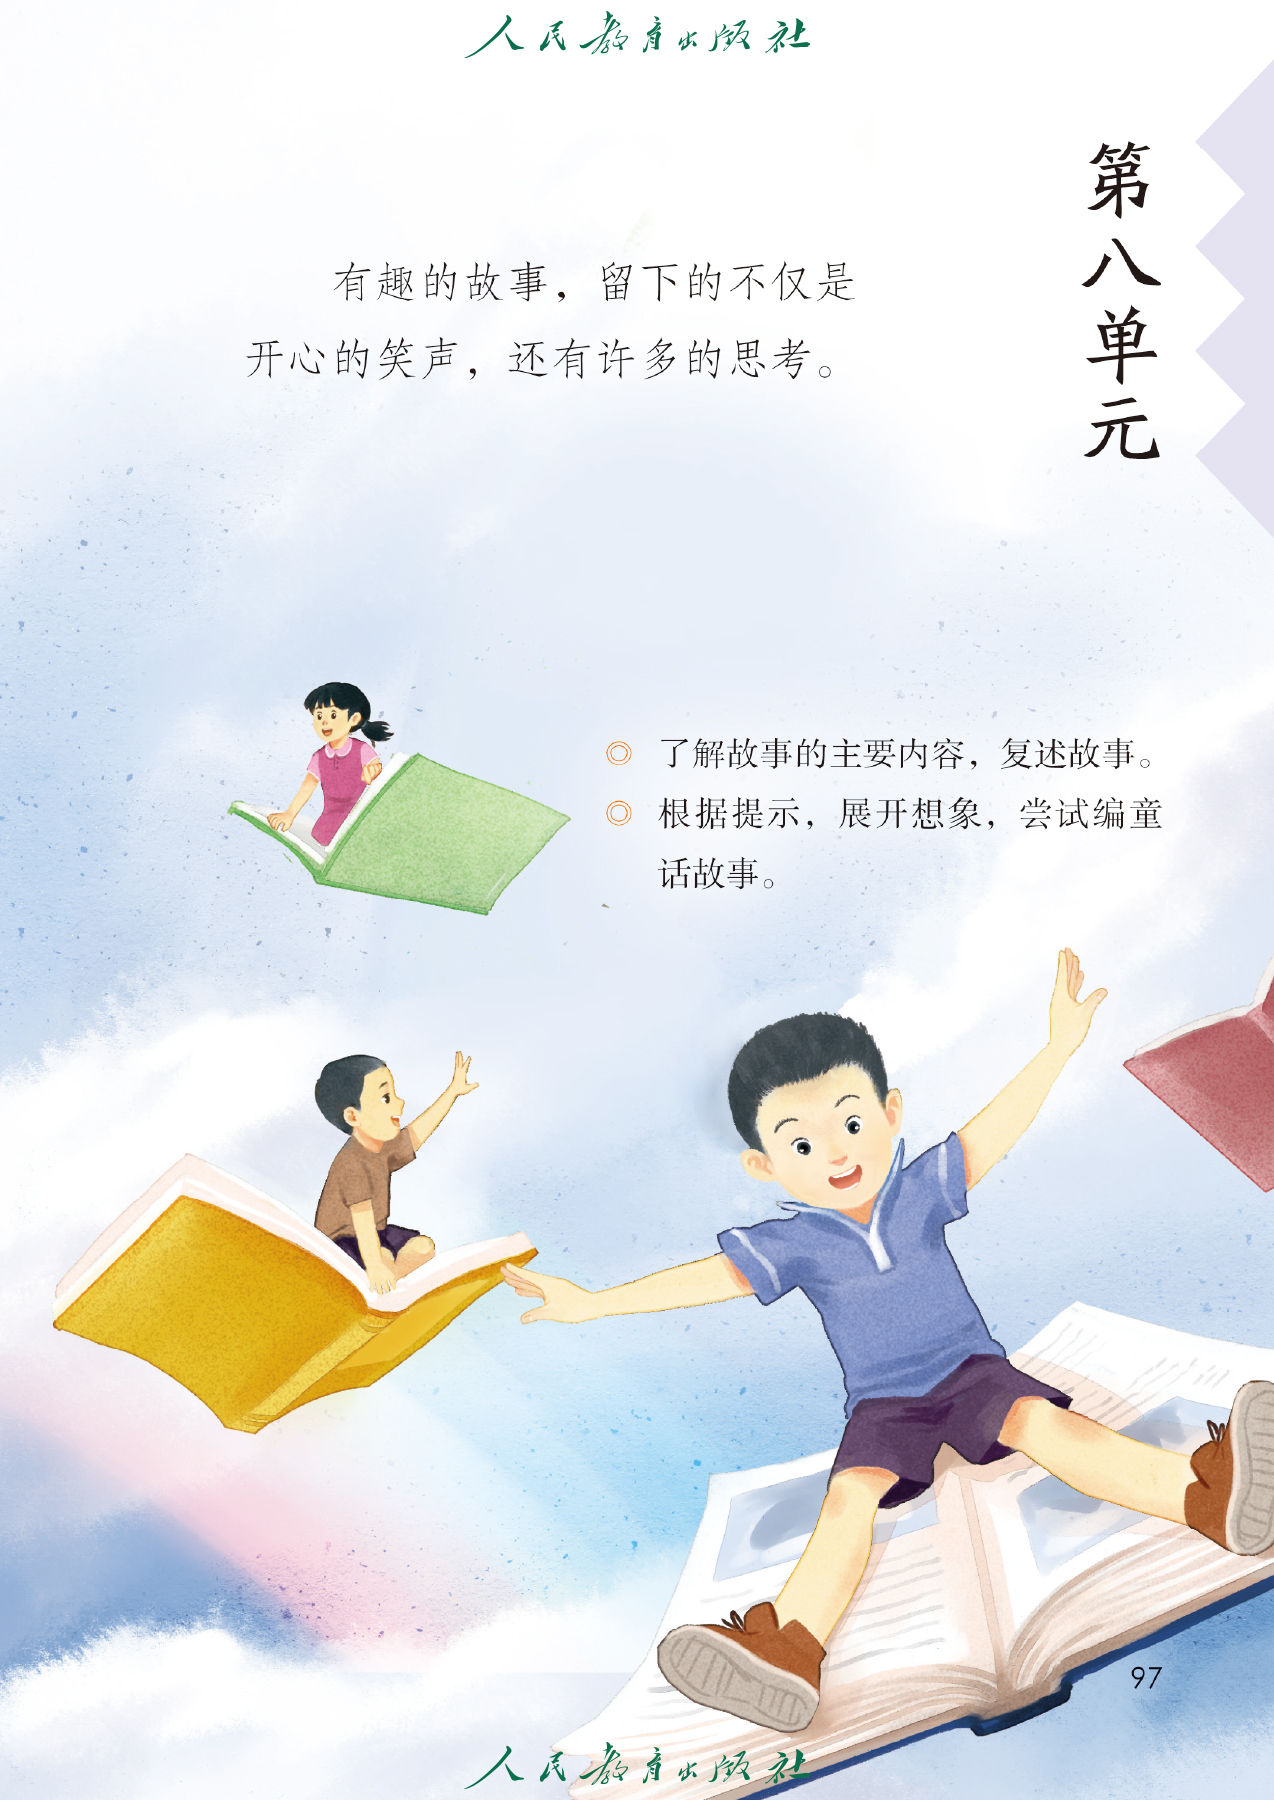 人民教育出版社
第八单元
有趣的故事，留下的不仅是
开心的笑声，还有许多的思考。
◎ 了解故事的主要内容，复述故事。
◎ 根据提示，展开想象，尝试编童
话故事。
97
人民教育出版社